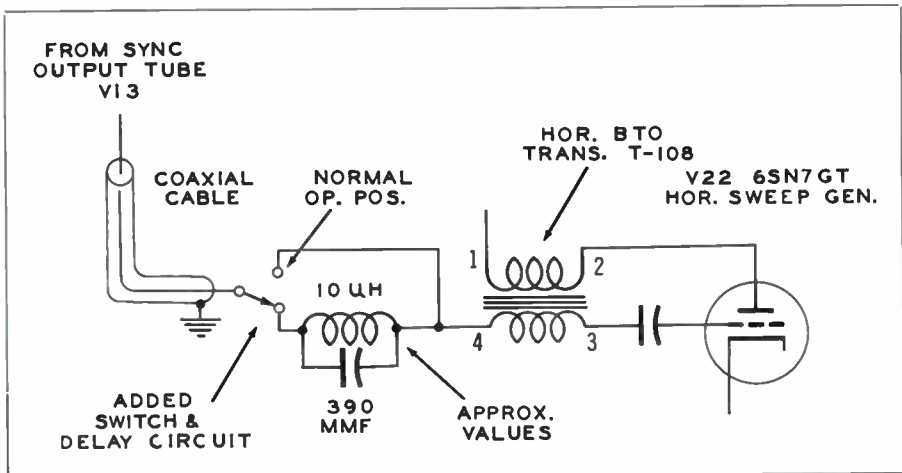 FROM SYNC
OUTPUT TUBE
V13
COAXIAL
CABLE
NORMAL
OP. POS.
HOR. BTO
TRANS. T-108
V22 6SN7GT
HOR. SWEEP GEN.
1
2
10 UH
4
3
ADDED
SWITCH &
DELAY CIRCUIT
390
MMF
APPROX.
VALUES